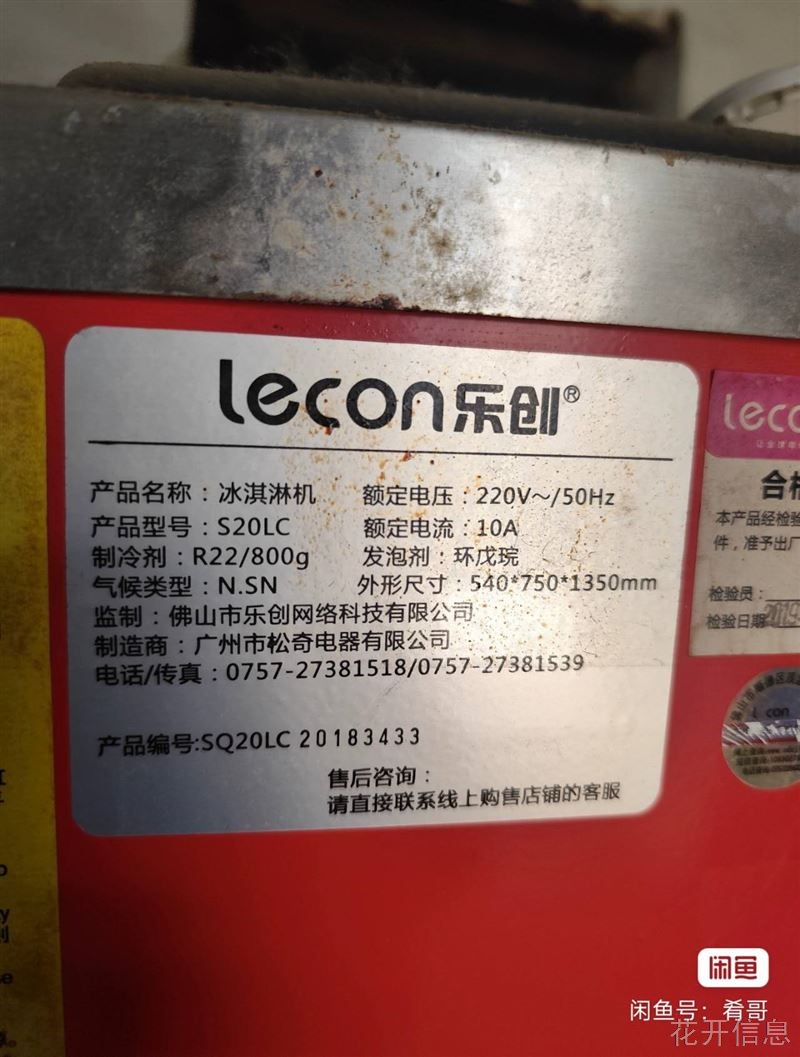 lecon乐创®
产品名称：冰淇淋机 额定电压：220V～/50Hz
产品型号：S20LC 额定电流：10A
制冷剂：R22/800g 发泡剂：环戊琓
气候类型：N.SN 外形尺寸：540*750*1350mm
监制：佛山市乐创网络科技有限公司
制造商：广州市松奇电器有限公司
电话/传真：0757-27381518/0757-27381539
产品编号:SQ20LC 20183433
售后咨询：
请直接联系线上购售店铺的客服
lecc
合格
本产品经检验
件，准予出厂
检验员：
检验日期
闲鱼
闲鱼号：肴哥
花开信息